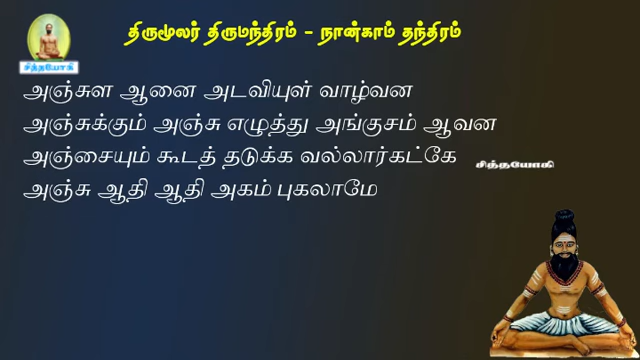 திருமூலர் திருமந்திரம் - நான்காம் தந்திரம்
சித்தயோகி
அஞ்சுள ஆனை அடவியுள் வாழ்வன
அஞ்சுக்கும் அஞ்சு எழுத்து அங்குசம் ஆவன
அஞ்சையும் கூடத் தடுக்க வல்லார்கட்கே
சித்தயோகி
அஞ்சு ஆதி ஆதி அகம் புகலாமே